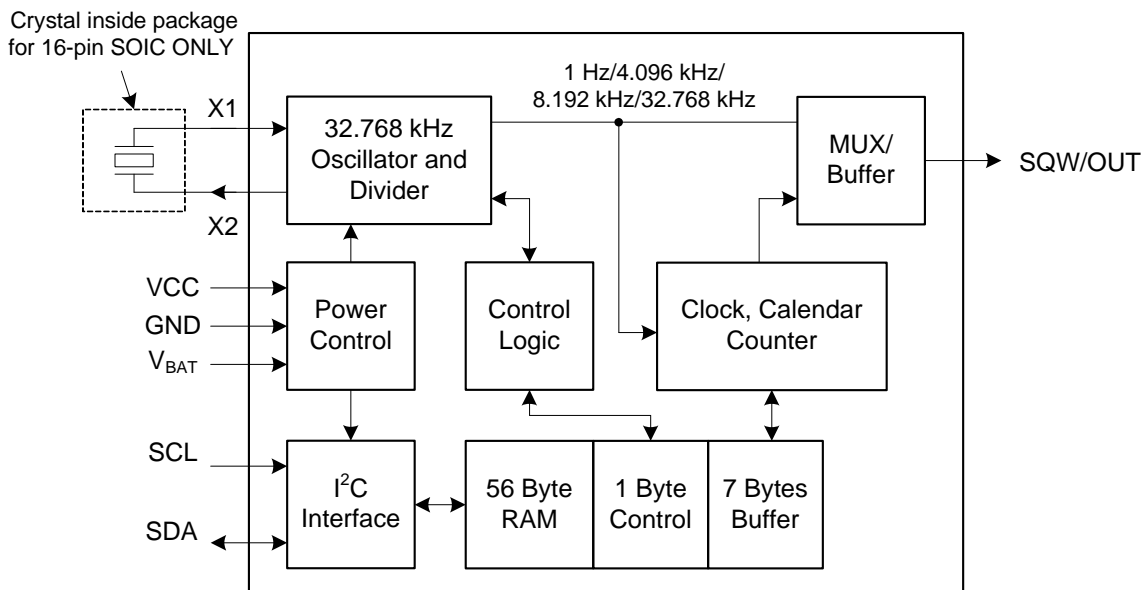 Crystal inside package
for 16-pin SOIC ONLY
1 Hz/4.096 kHz/
8.192 kHz/32.768 kHz
X1
32.768 kHz
Oscillator and
Divider
MUX/
Buffer
SQW/OUT
X2
VCC
GND
VBAT
Power
Control
Control
Logic
Clock, Calendar
Counter
SCL
SDA
I2C
Interface
56 Byte
RAM
1 Byte
Control
7 Bytes
Buffer